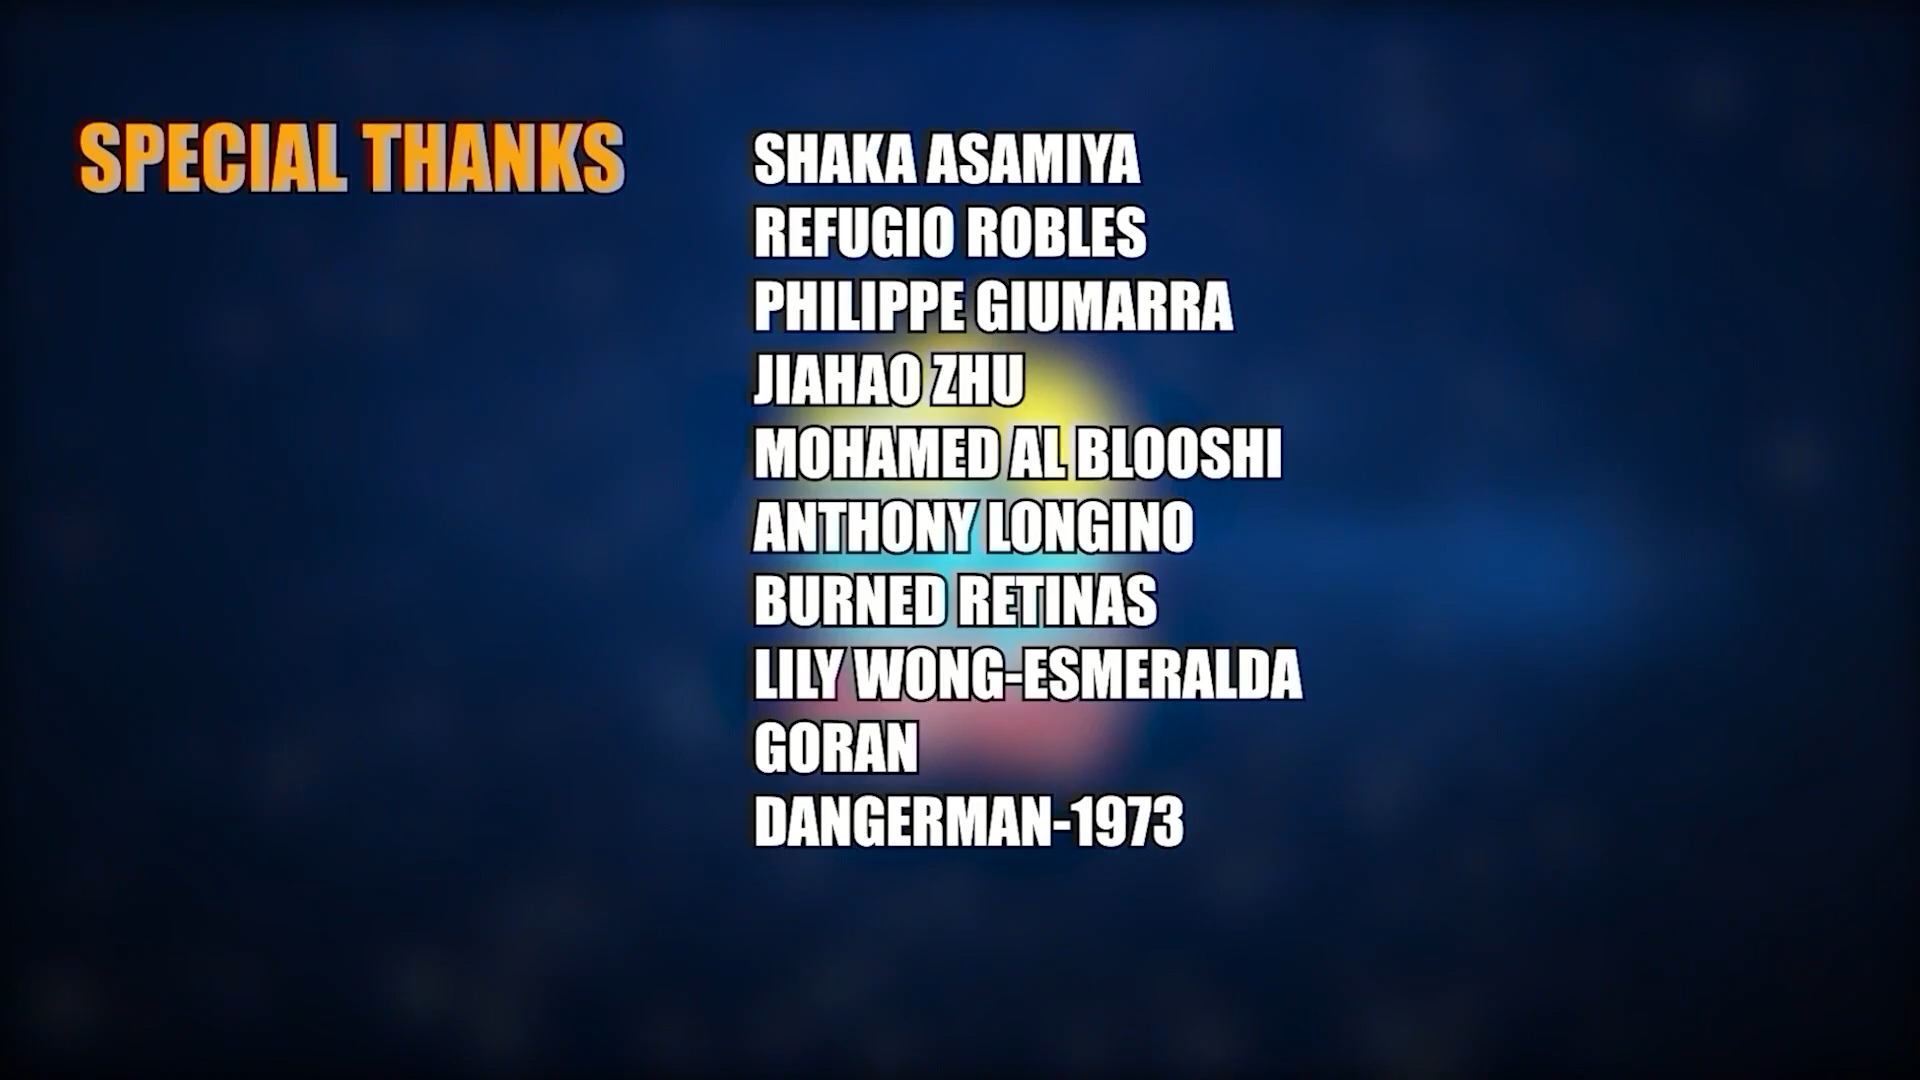 SPECIAL THANKS
SHAKA ASAMIYA
REFUGIO ROBLES
PHILIPPE GIUMARRA
JIAHAO ZHU
MOHAMED AL BLOOSHI
ANTHONY LONGINO
BURNED RETINAS
LILY WONG-ESMERALDA
GORAN
DANGERMAN-1973